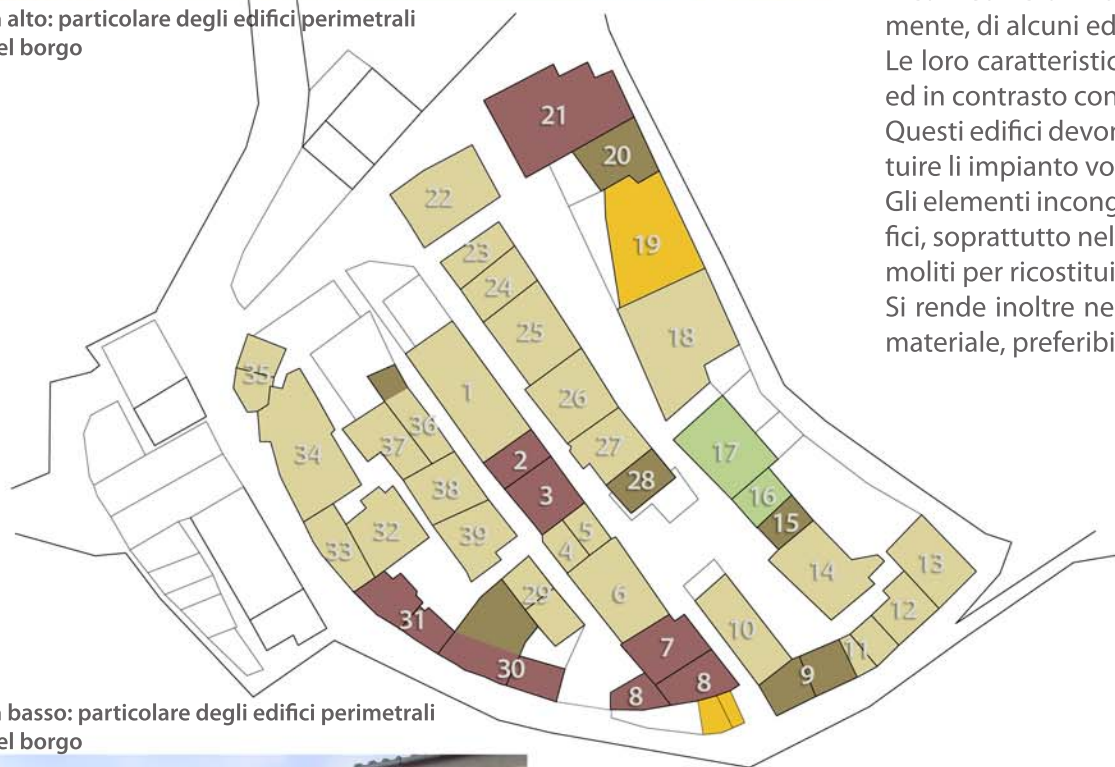 alto: particolare degli edifici perimetrali
el borgo
mente, di alcuni ed
Le loro caratteristic
ed in contrasto con
Questi edifici devor
tuire li impianto vo
Gli elementi incong
fici, soprattutto nel
moliti per ricostitui
Si rende inoltre ne
materiale, preferibi
21
20
22
19
23
24
25
18
35
1
26
36
37
27
34
2
17
28
38
3
16
15
32
39
5
33
4
14
13
29
6
12
31
10
11
7
30
9
8
8
basso: particolare degli edifici perimetrali
el borgo